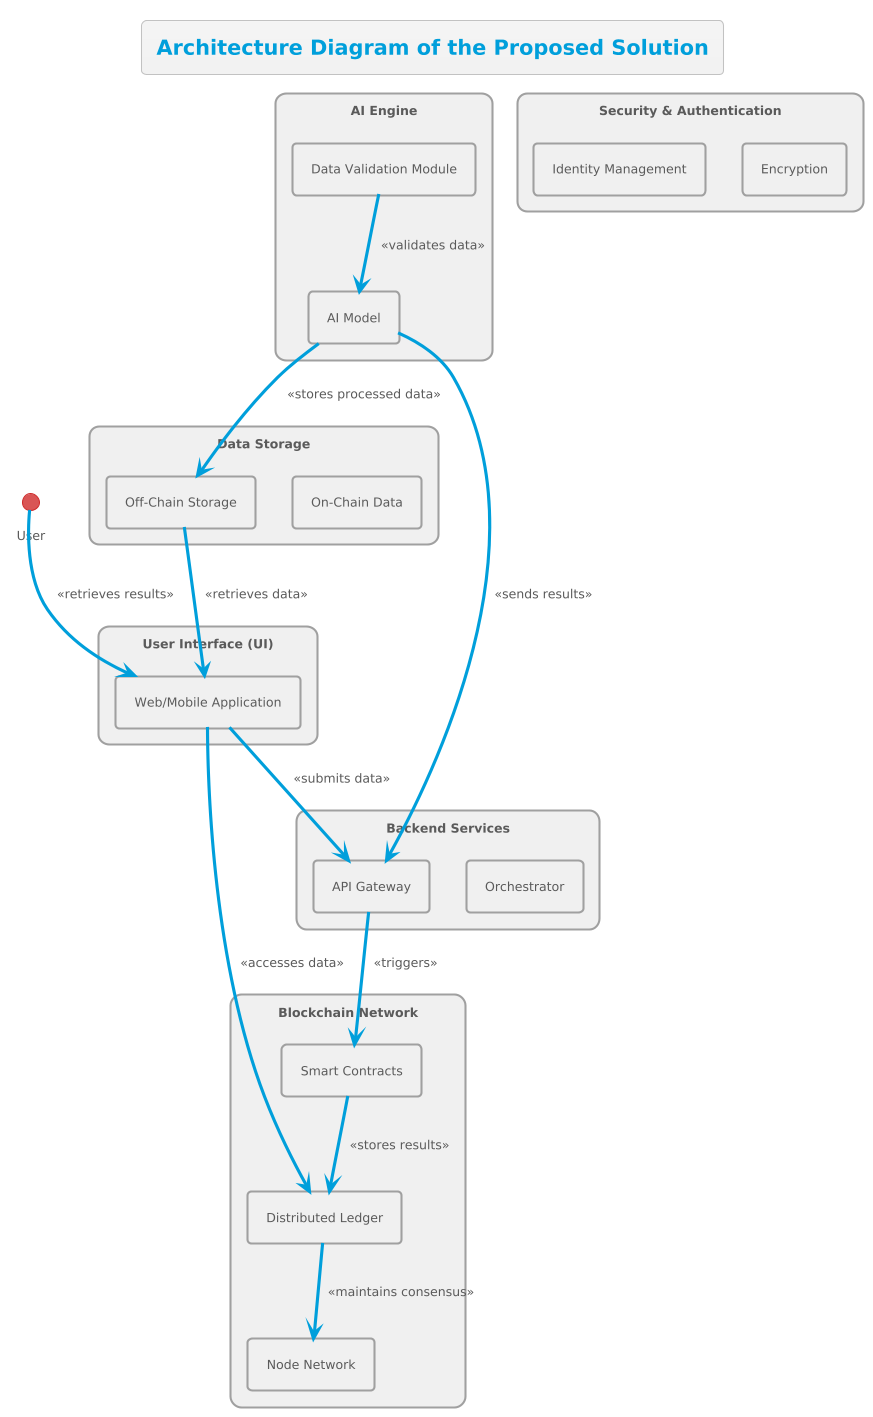 Architecture Diagram of the Proposed Solution
AI Engine
Security & Authentication
Data Validation Module
Identity Management
Encryption
«validates data»
AI Model
«stores processed data»
Data Storage
Off-Chain Storage
On-Chain Data
User
«retrieves results»
«retrieves data»
«sends results»
User Interface (UI)
Web/Mobile Application
«submits data»
Backend Services
API Gateway
Orchestrator
«accesses data»
«triggers»
Blockchain Network
Smart Contracts
«stores results»
Distributed Ledger
«maintains consensus»
Node Network